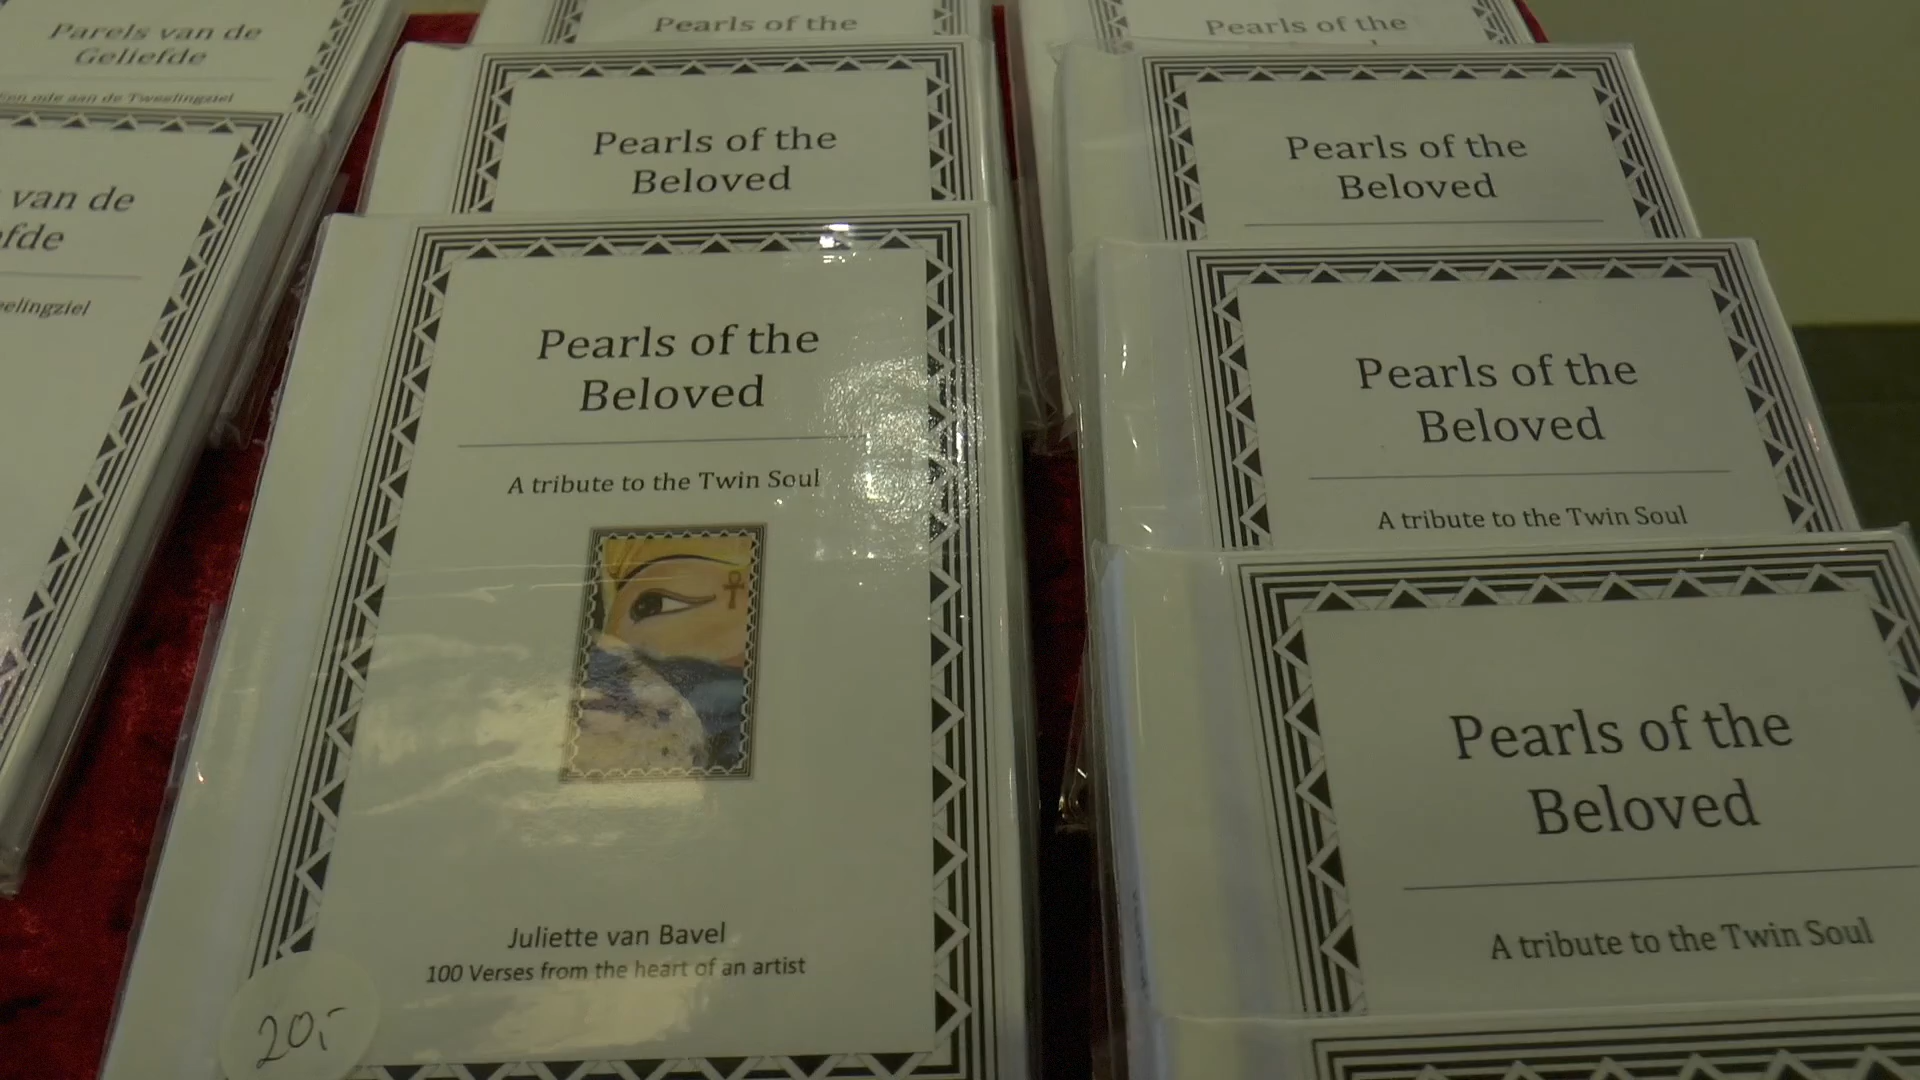 Parels van de
Geliefde
Een ode aan de Tweelingziel
van de
fde
eelingziel
Pearls of the
Pearls of the
Beloved
Pearls of the
Beloved
A tribute to the Twin Soul
Juliette van Bavel
100 Verses from the heart of an artist
20,-
Pearls of the
Pearls of the
Beloved
Pearls of the
Beloved
A tribute to the Twin Soul
Pearls of the
Beloved
A tribute to the Twin Soul